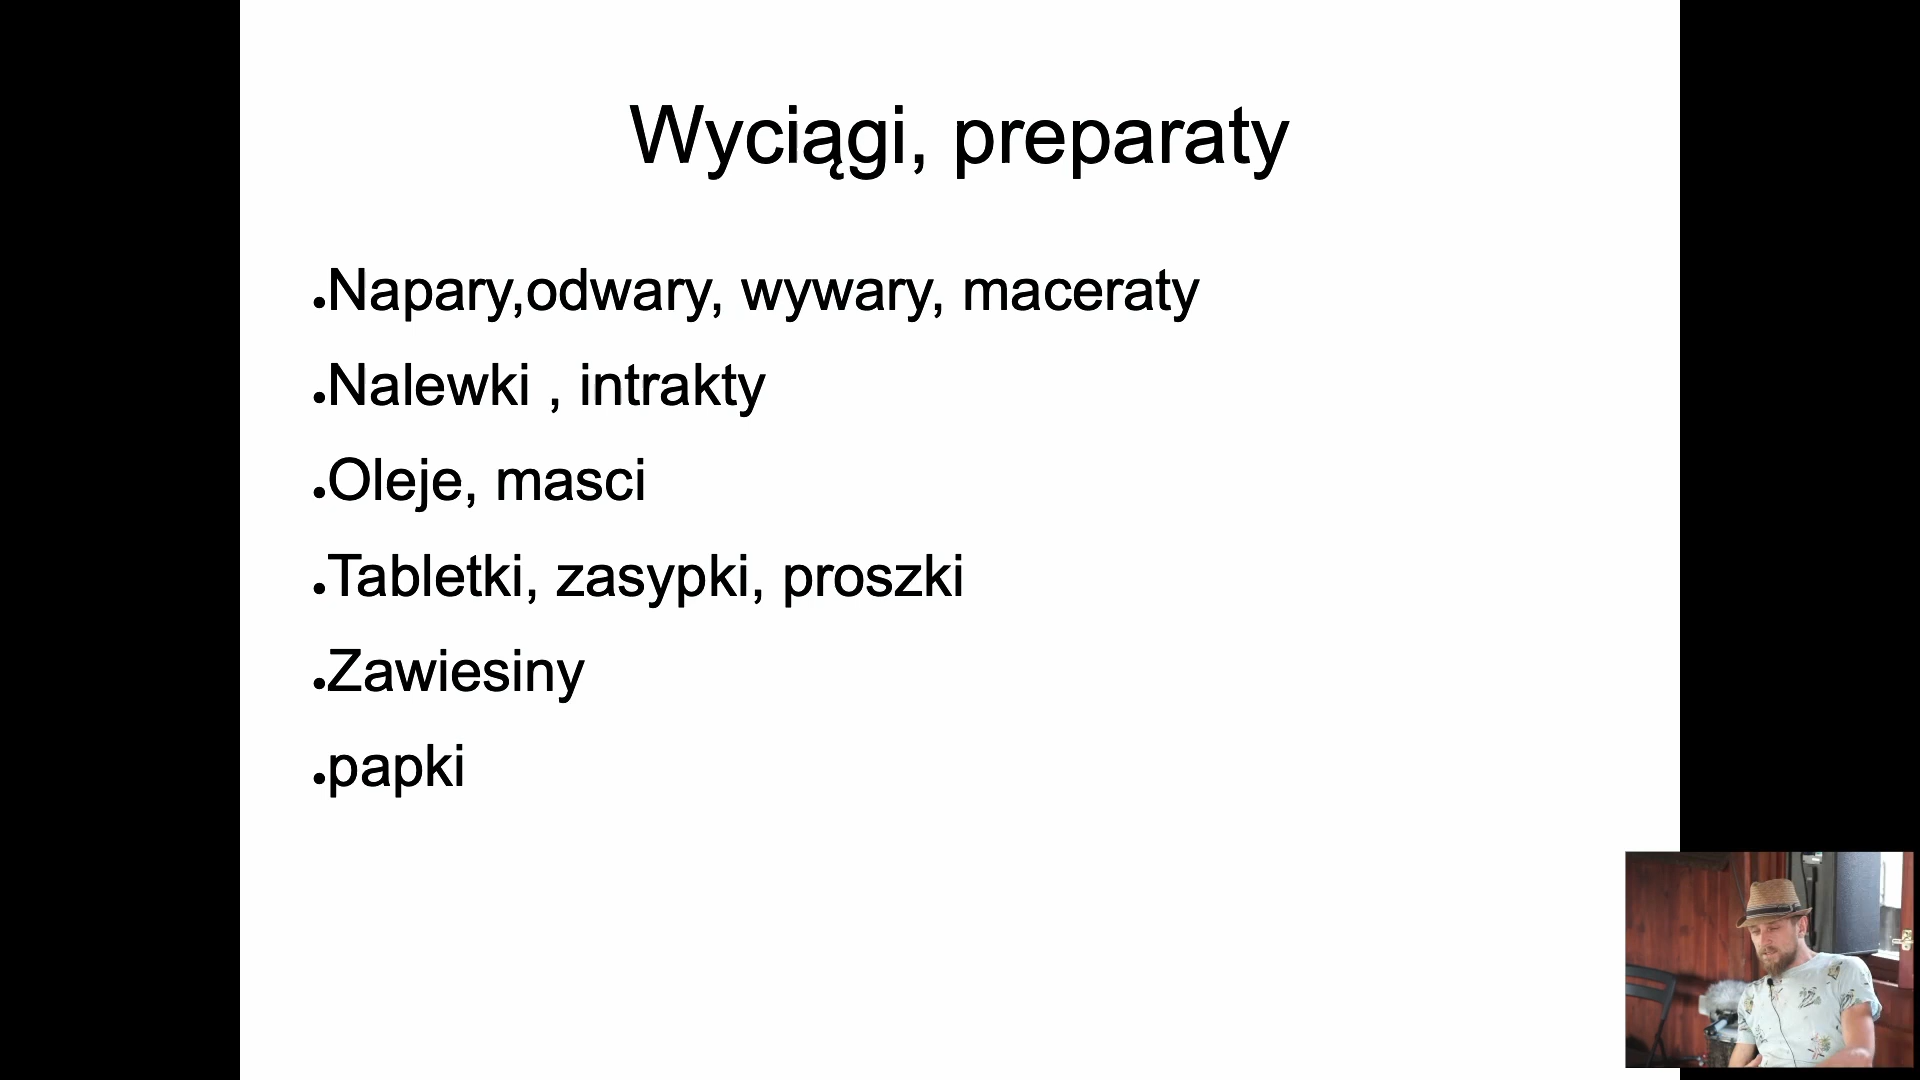 Wyciągi, preparaty
•Napary,odwary, wywary, maceraty
•Nalewki , intrakty
•Oleje, masci
•Tabletki, zasypki, proszki
•Zawiesiny
•papki